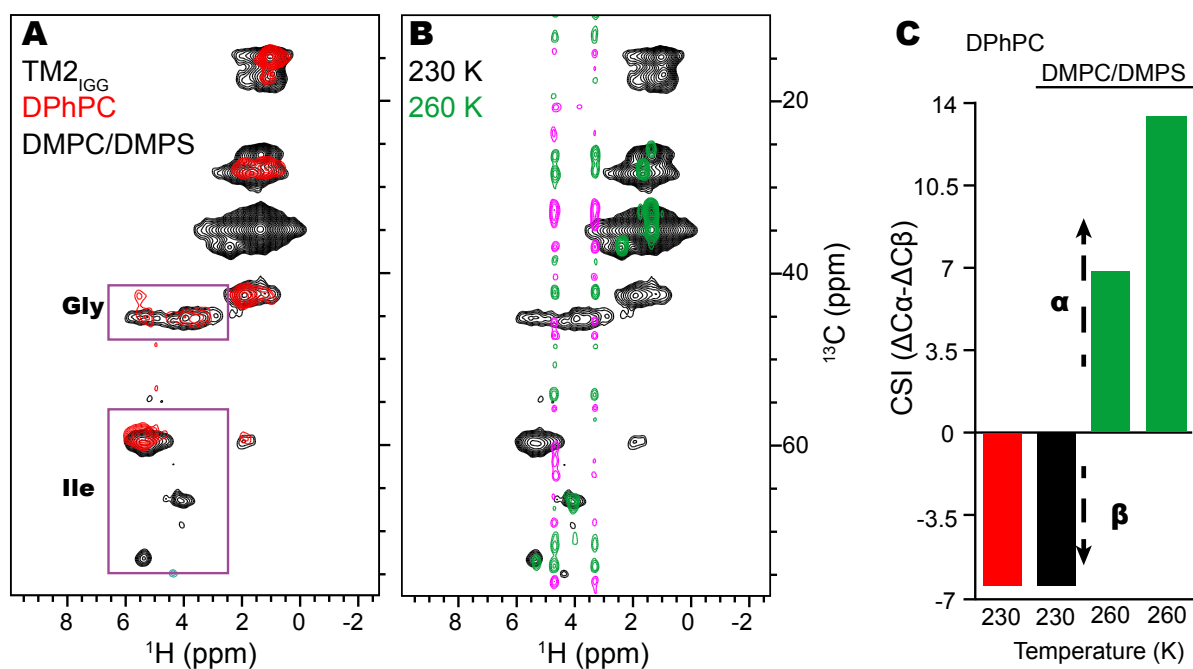 A
TM2IGG
DPhPC
DMPC/DMPS
Gly
Ile
10 8 6 4 2 0 -2
1H (ppm)
B
230 K
260 K
20
40
60
13C (ppm)
10 8 6 4 2 0 -2
1H (ppm)
C
DPhPC
DMPC/DMPS
14
10.5
7
3.5
0
-3.5
-7
CSI (ΔCα-ΔCβ)
α
β
230 230 260 260
Temperature (K)